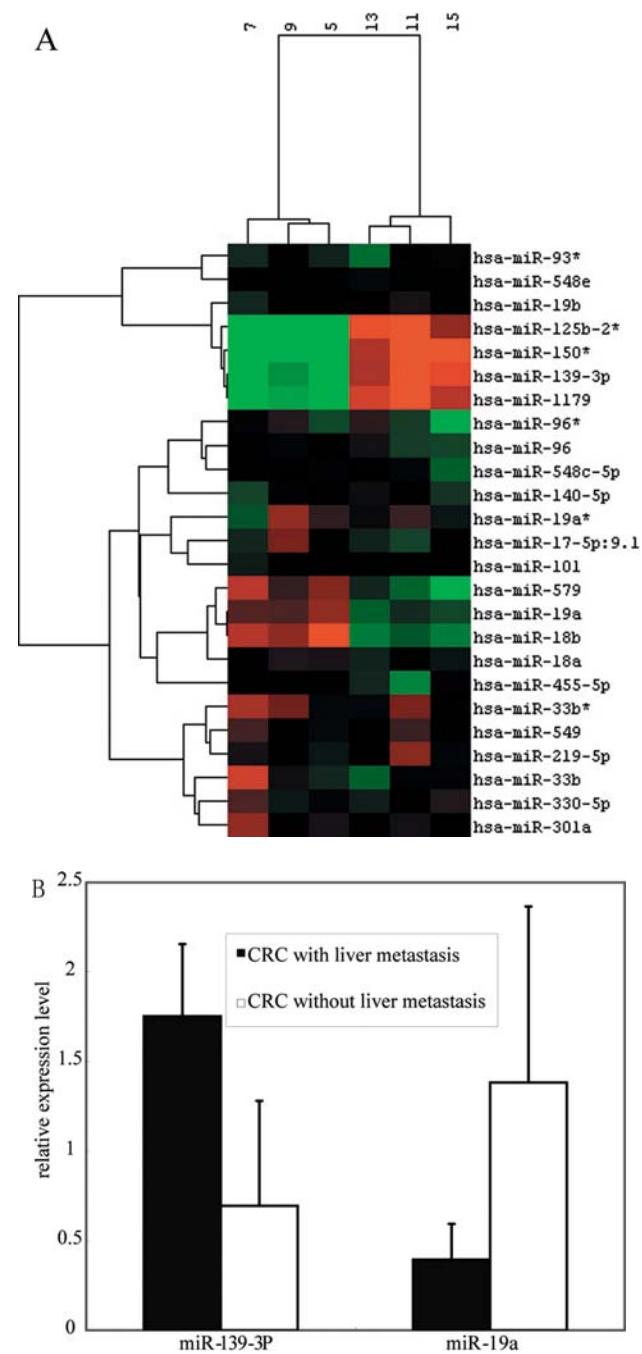 A
7 9 5 13 11 15
hsa-miR-93*
hsa-miR-548e
hsa-miR-19b
hsa-miR-125b-2*
hsa-miR-150*
hsa-miR-139-3p
hsa-miR-1179
hsa-miR-96*
hsa-miR-96
hsa-miR-548c-5p
hsa-miR-140-5p
hsa-miR-19a*
hsa-miR-17-5p:9.1
hsa-miR-101
hsa-miR-579
hsa-miR-19a
hsa-miR-18b
hsa-miR-18a
hsa-miR-455-5p
hsa-miR-33b*
hsa-miR-549
hsa-miR-219-5p
hsa-miR-33b
hsa-miR-330-5p
hsa-miR-301a
B
2.5
2
1.5
1
0.5
0
relative expression level
CRC with liver metastasis
CRC without liver metastasis
miR-139-3P miR-19a